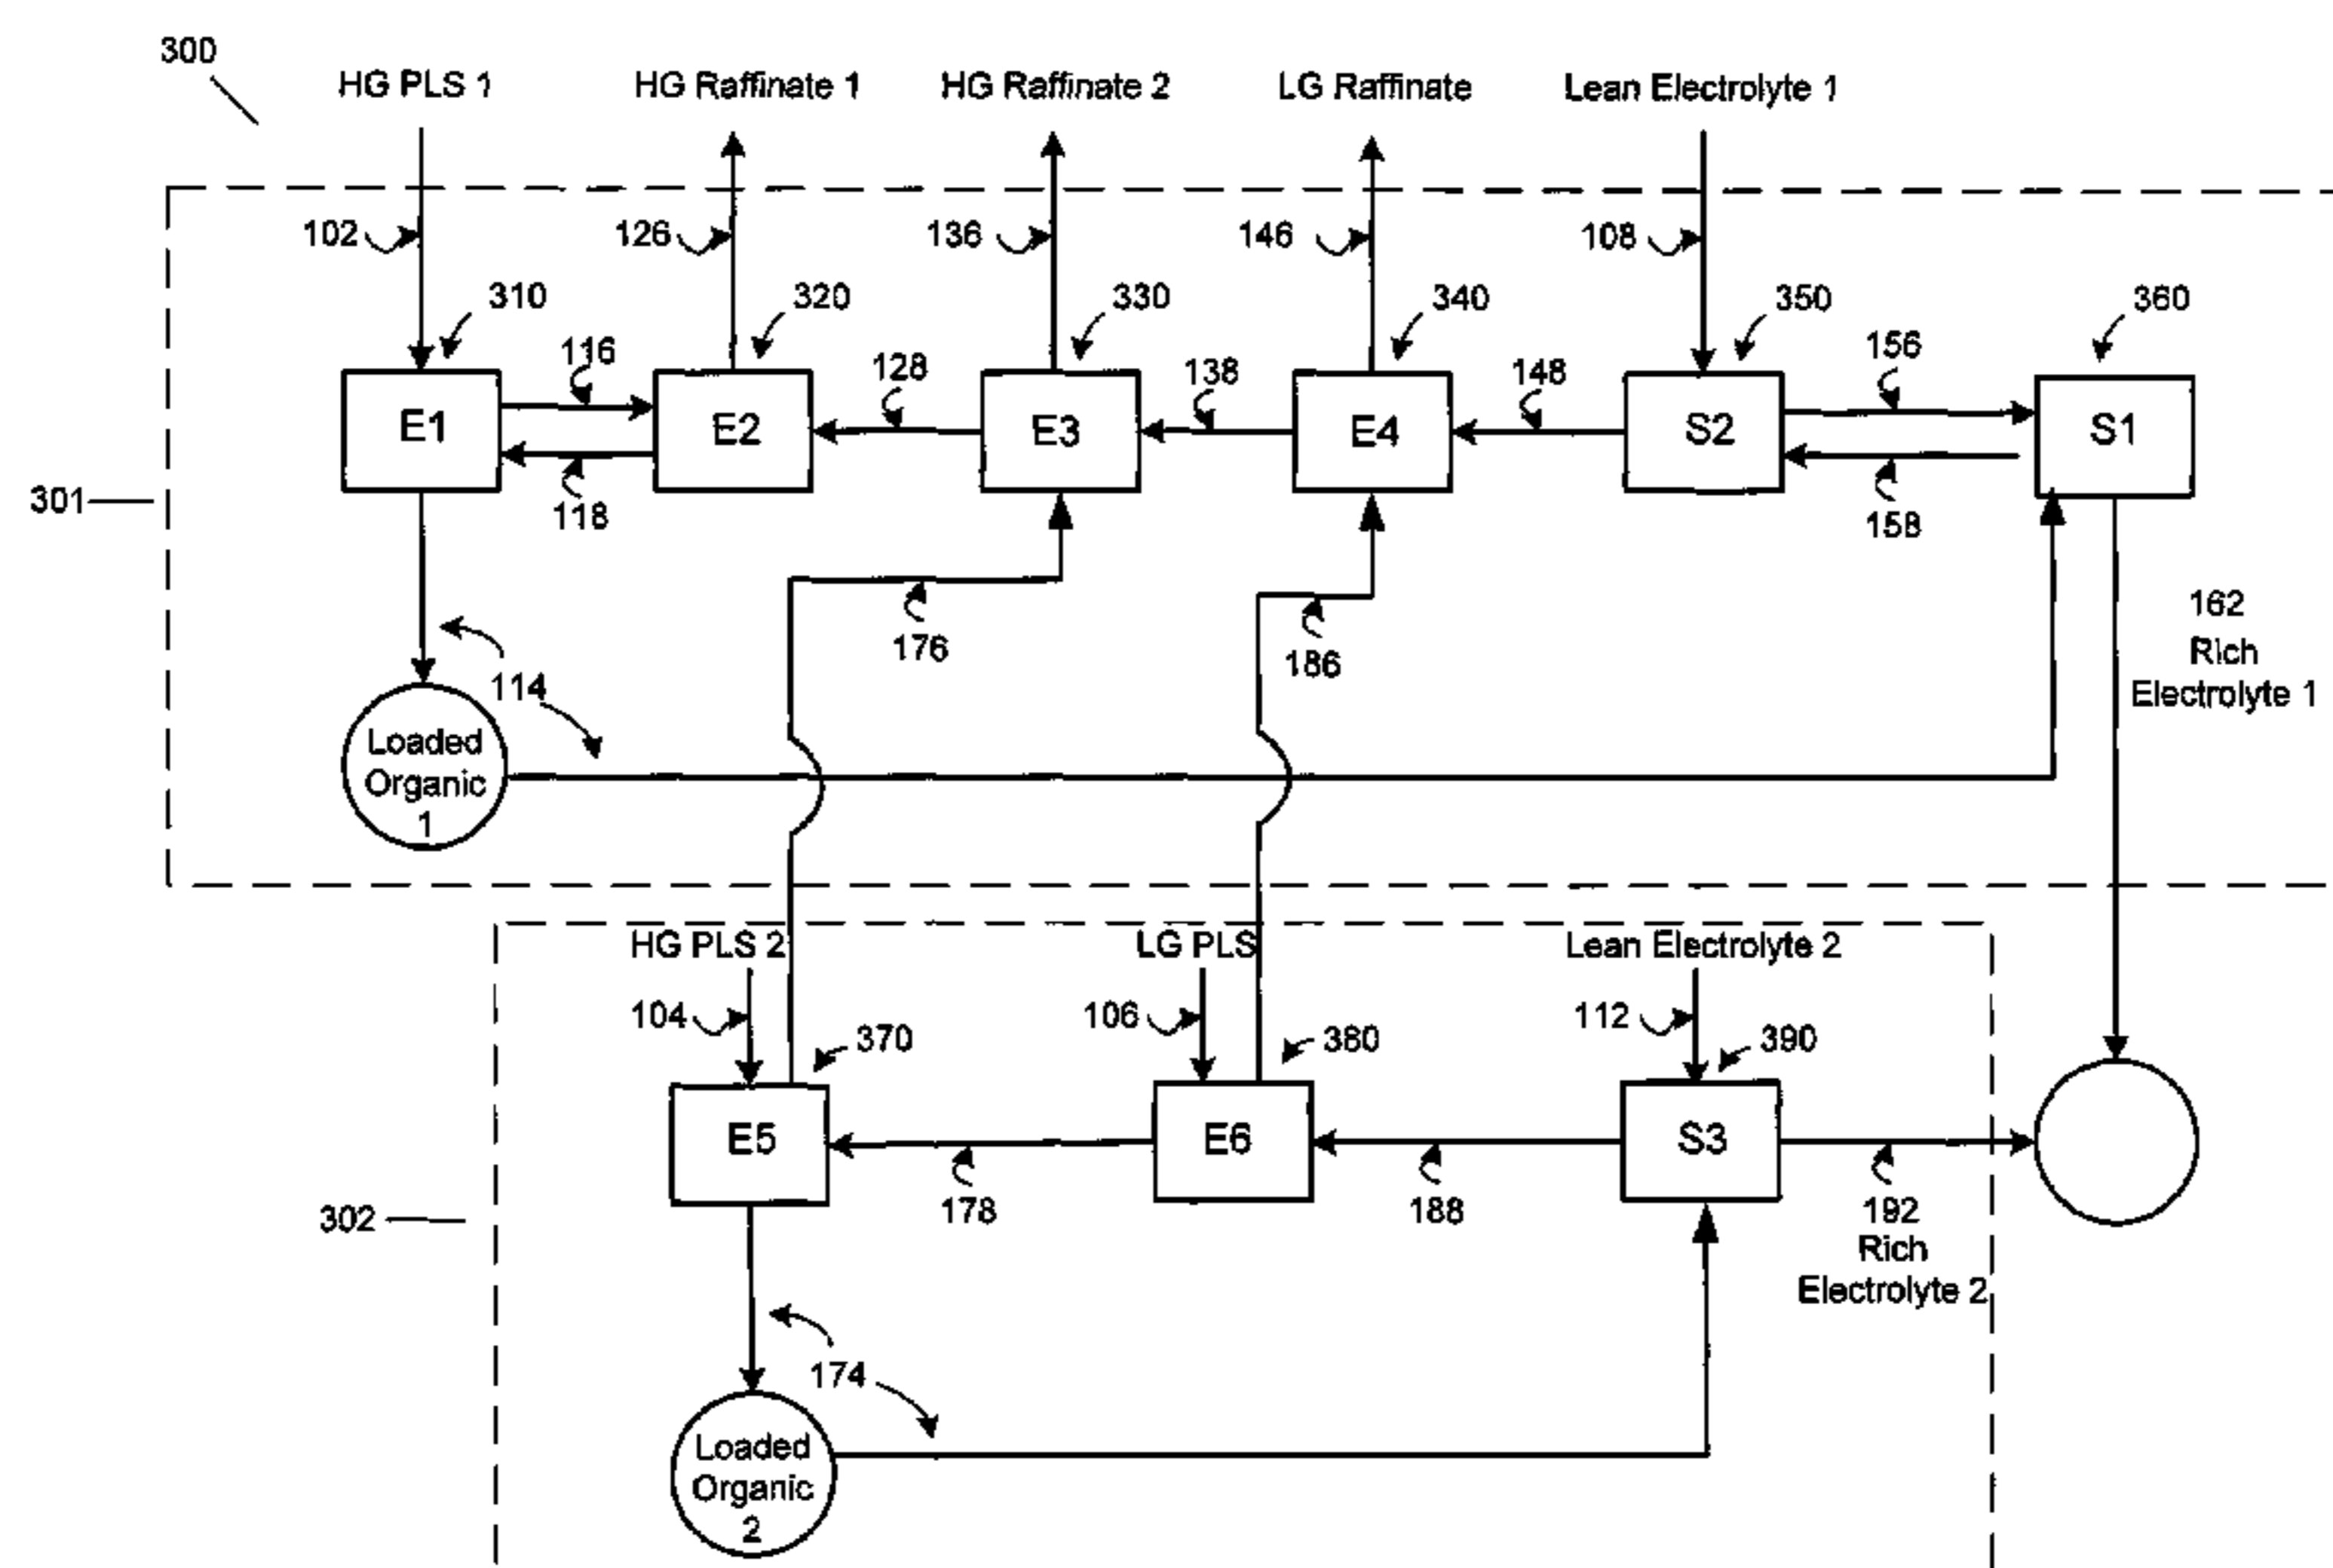 300
HG PLS 1
HG Raffinate 1
HG Raffinate 2
LG Raffinate
Lean Electrolyte 1
102
126
136
146
108
310
320
330
340
350
360
116
128
138
148
156
E1
E2
E3
E4
S2
S1
301
118
158
176
186
162
Rich
Electrolyte 1
114
Loaded
Organic
1
HG PLS 2
LG PLS
Lean Electrolyte 2
104
106
112
370
380
390
E5
E6
S3
178
188
192
Rich
Electrolyte 2
302
174
Loaded
Organic
2